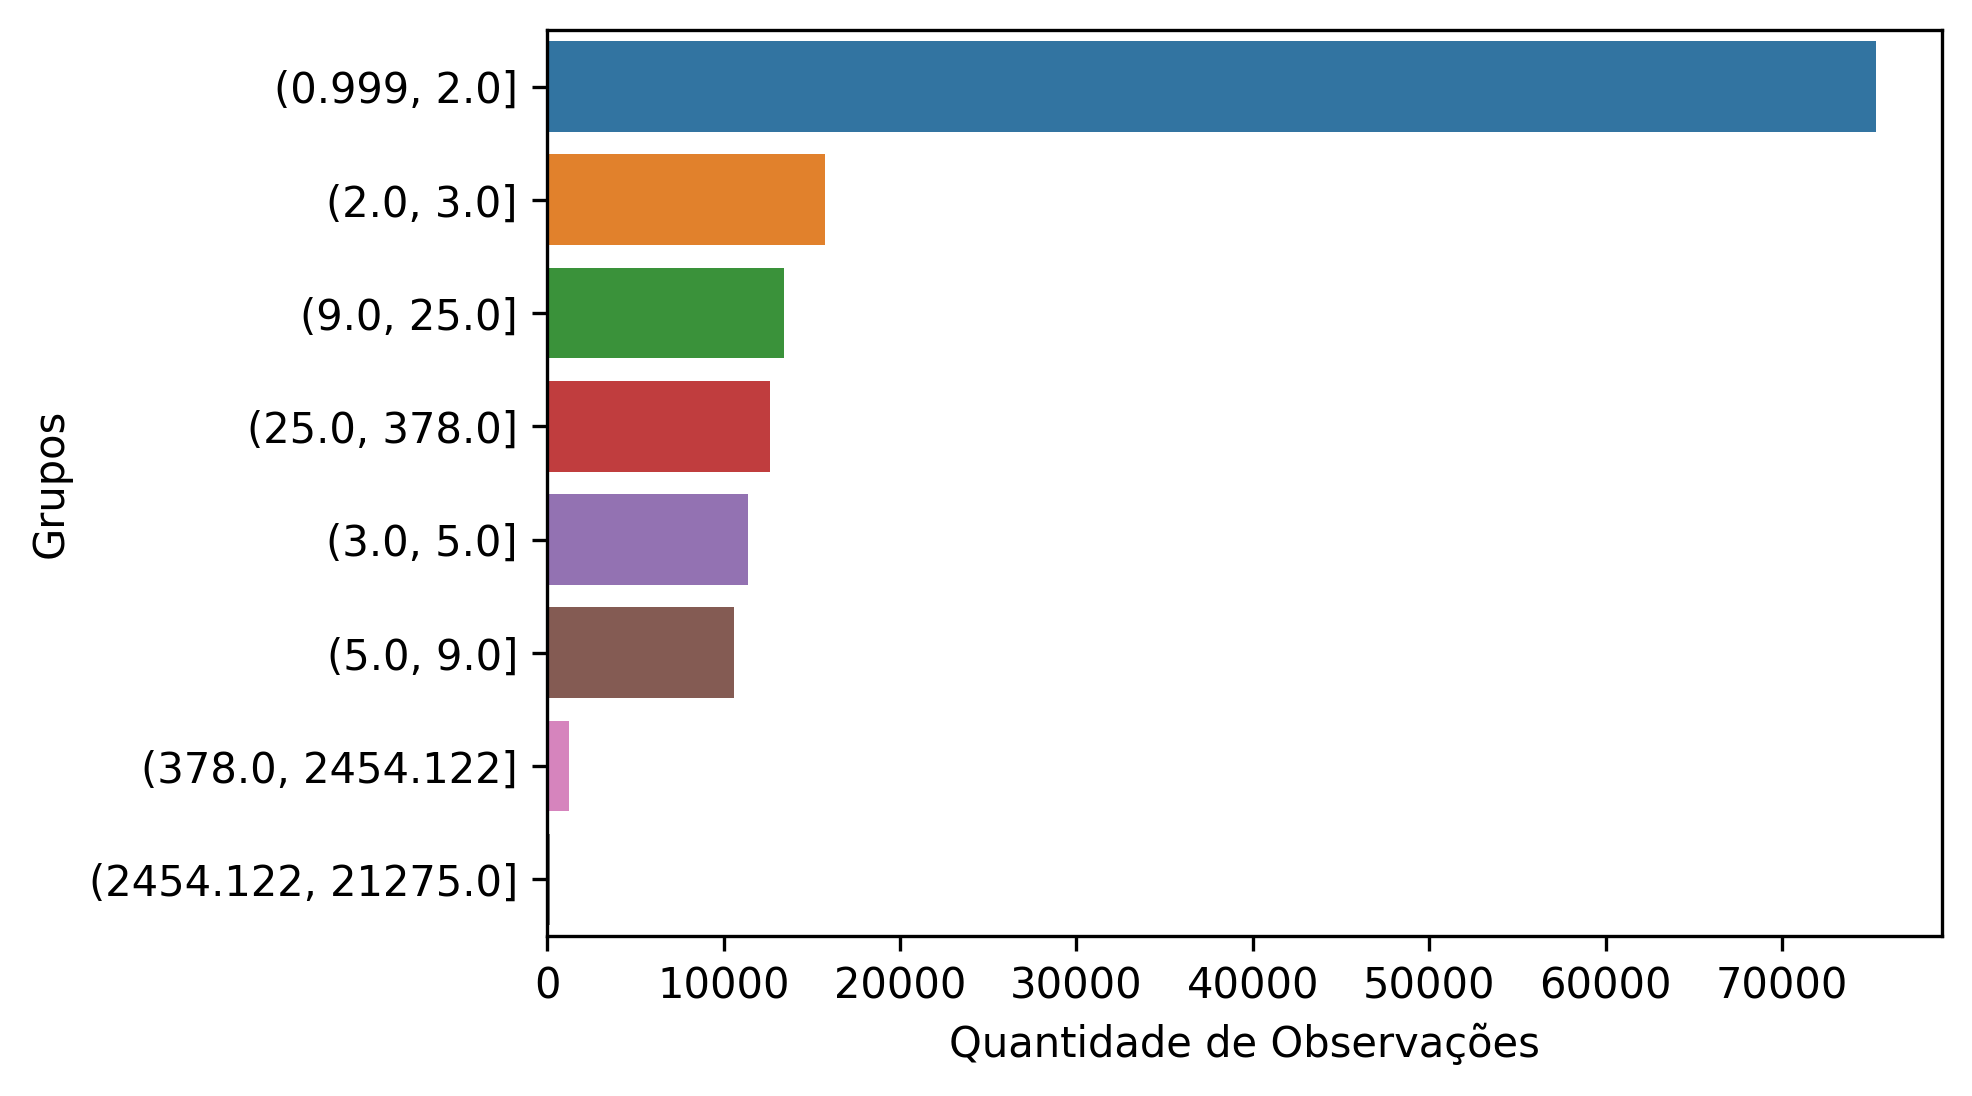 (0.999, 2.0]
(2.0, 3.0]
(9.0, 25.0]
(25.0, 378.0]
(3.0, 5.0]
(5.0, 9.0]
(378.0, 2454.122]
(2454.122, 21275.0]
Grupos
0 10000 20000 30000 40000 50000 60000 70000
Quantidade de Observações